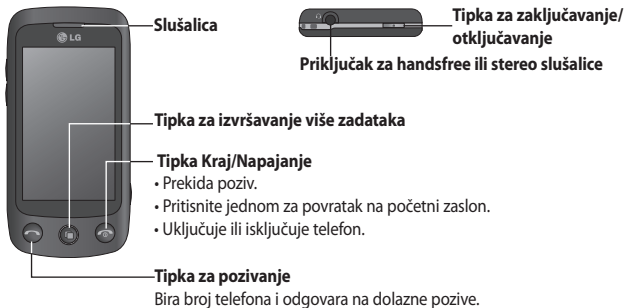 Slušalica
LG
Tipka za izvršavanje više zadataka
Tipka Kraj/Napajanje
• Prekida poziv.
• Pritisnite jednom za povratak na početni zaslon.
• Uključuje ili isključuje telefon.
Tipka za pozivanje
Bira broj telefona i odgovara na dolazne pozive.
Tipka za zaključavanje/
otključavanje
Priključak za handsfree ili stereo slušalice